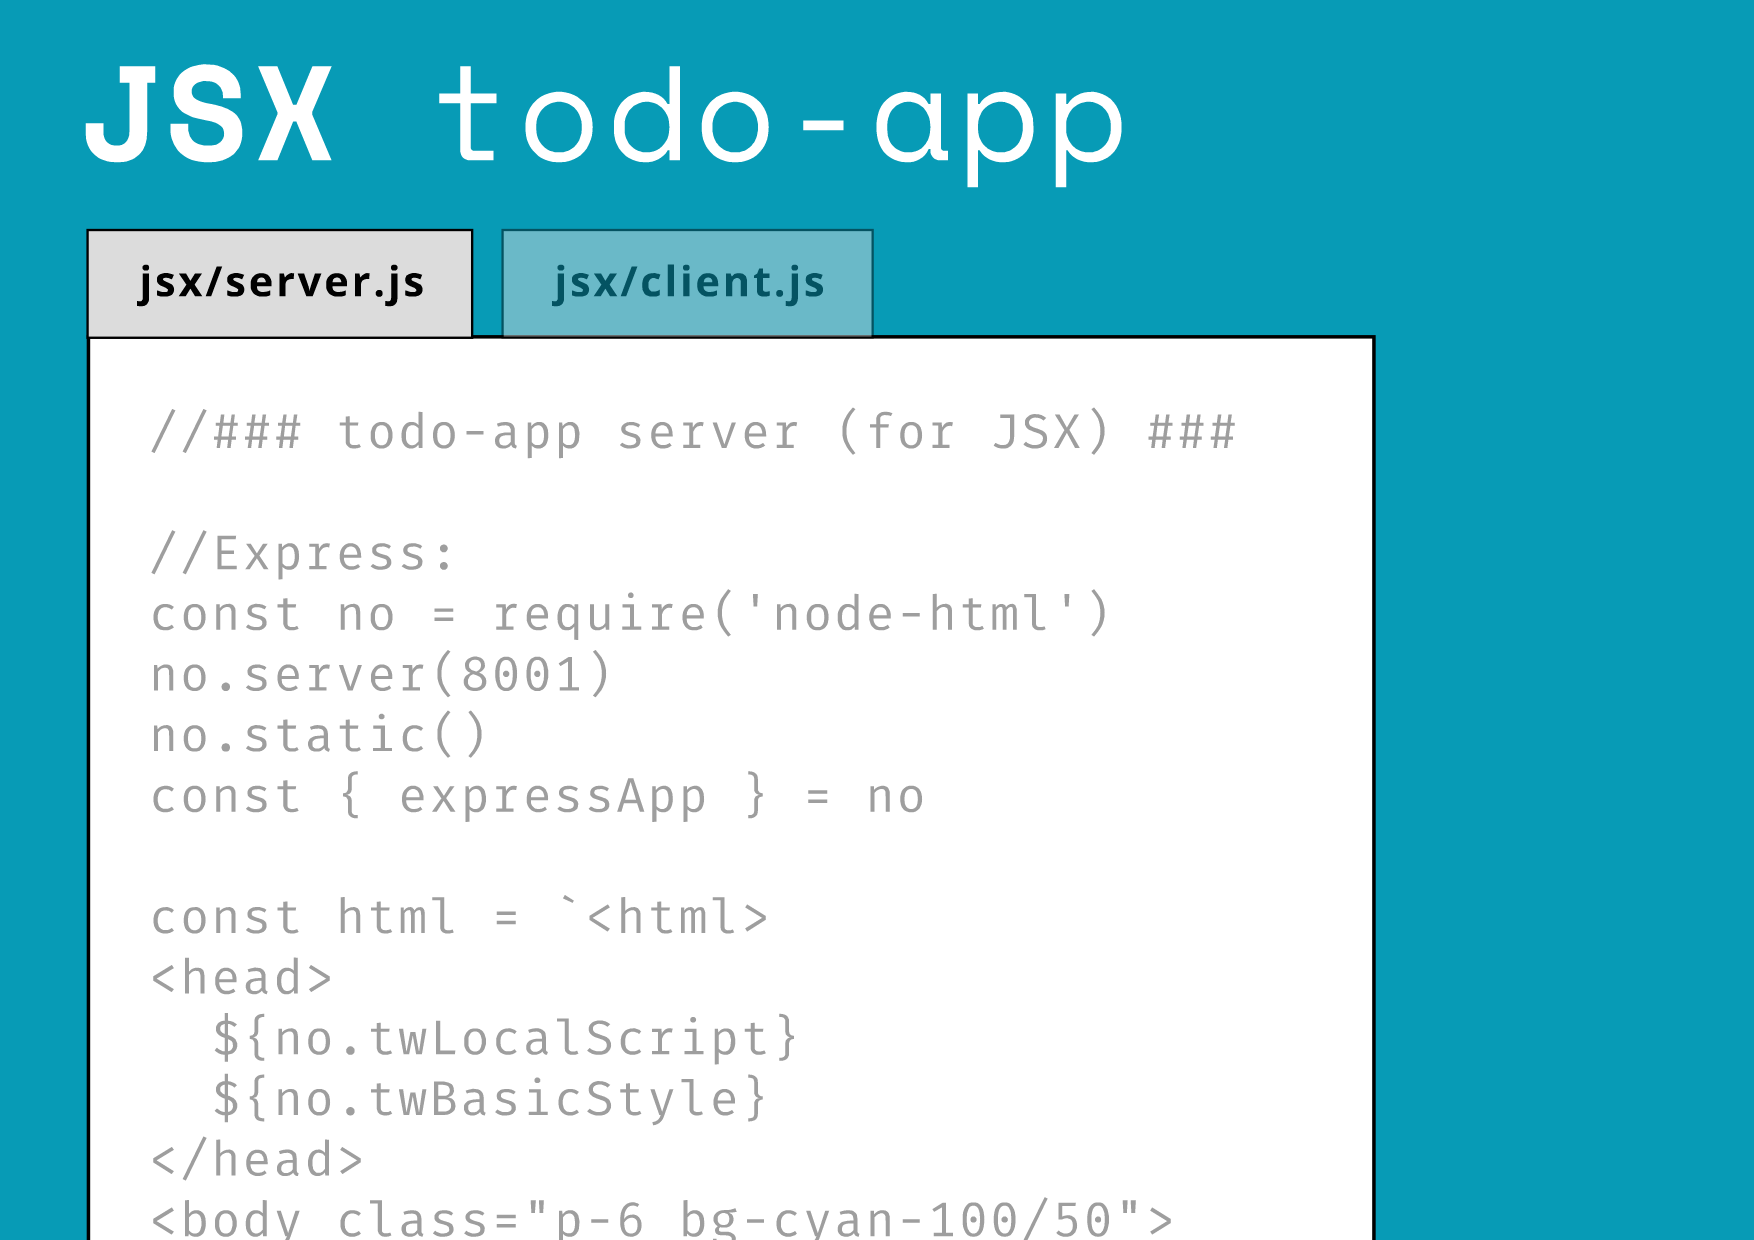 JSX todo-app
jsx/server.js jsx/client.js
//### todo-app server (for JSX) ###
//Express:
const no = require('node-html')
no.server(8001)
no.static()
const { expressApp } = no
const html = `<html>
<head>
  ${no.twLocalScript}
  ${no.twBasicStyle}
</head>
<body class="p-6 bg-cyan-100/50">